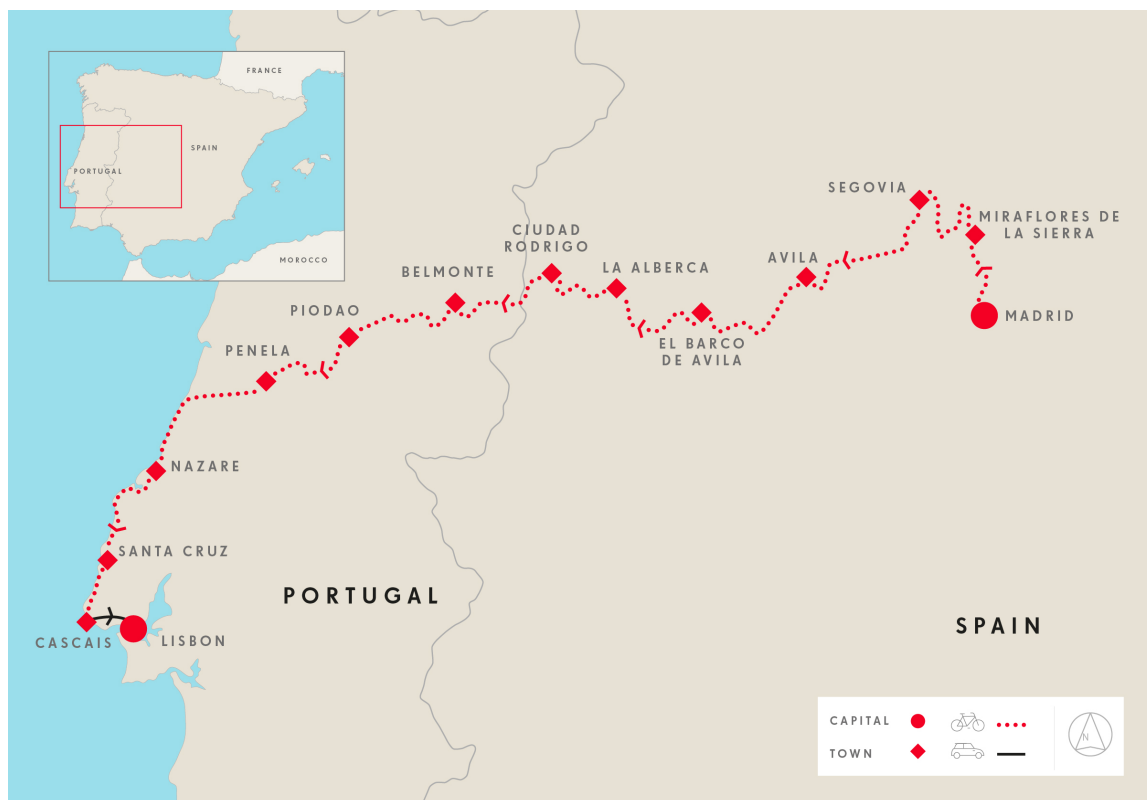 FRANCE
SPAIN
PORTUGAL
MOROCCO
SEGOVIA
MIRAFLORES DE
LA SIERRA
CIUDAD
RODRIGO
AVILA
LA ALBERCA
BELMONTE
PIODAO
MADRID
EL BARCO
DE AVILA
PENELA
NAZARE
SANTA CRUZ
PORTUGAL
SPAIN
CASCAIS
LISBON
CAPITAL
TOWN
N